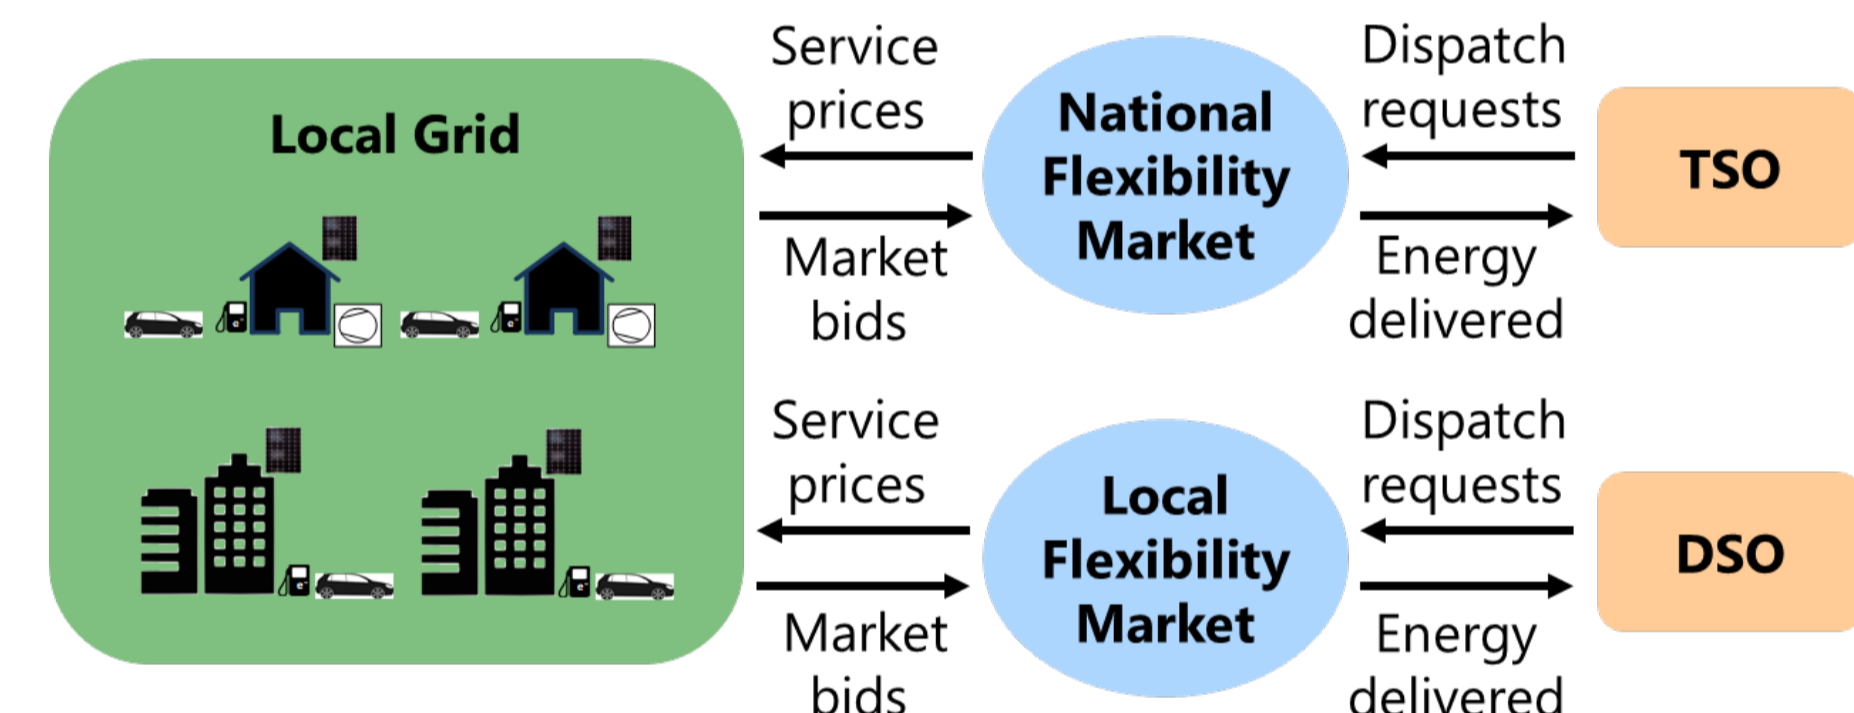 Local Grid
Service
prices
Market
bids
National
Flexibility
Market
Dispatch
requests
Energy
delivered
TSO
Service
prices
Market
bids
Local
Flexibility
Market
Dispatch
requests
Energy
delivered
DSO